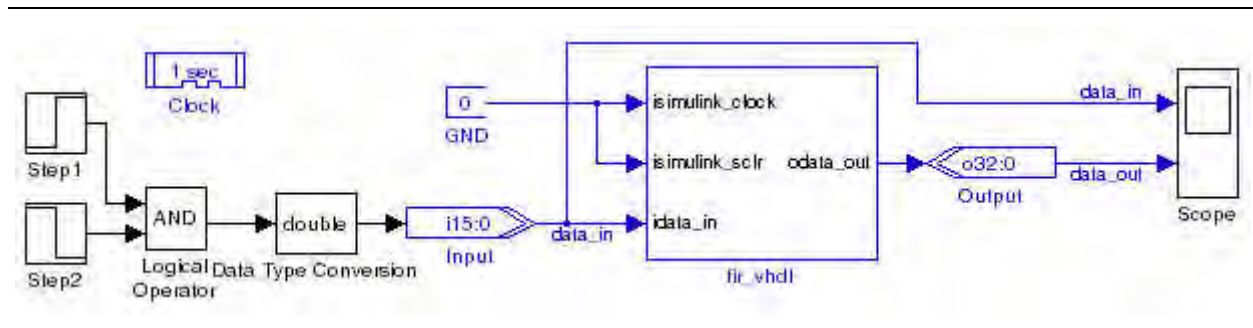 1 sec
Clock
Step1
Step2
AND
Logical
Operator
double
Data Type Conversion
i15:0
Input
data_in
0
GND
isimulink_clock
isimulink_sclr
idata_in
odata_out
fir_vhdl
o32:0
Output
data_in
data_out
Scope